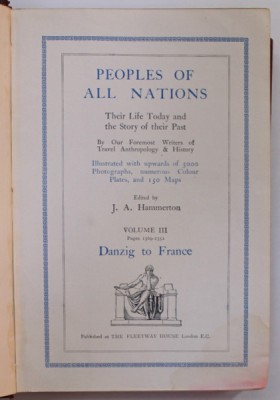 PEOPLES OF
ALL NATIONS
Their Life Today and
the Story of their Past
By Our Foremost Writers of
Travel Anthropology & History
Illustrated with upwards of 5000
Photographs, numerous Colour
Plates, and 150 Maps
Edited by
J. A. Hammerton
VOLUME III
Pages
Danzig to France
Published at THE FLEETWAY HOUSE London E.C.